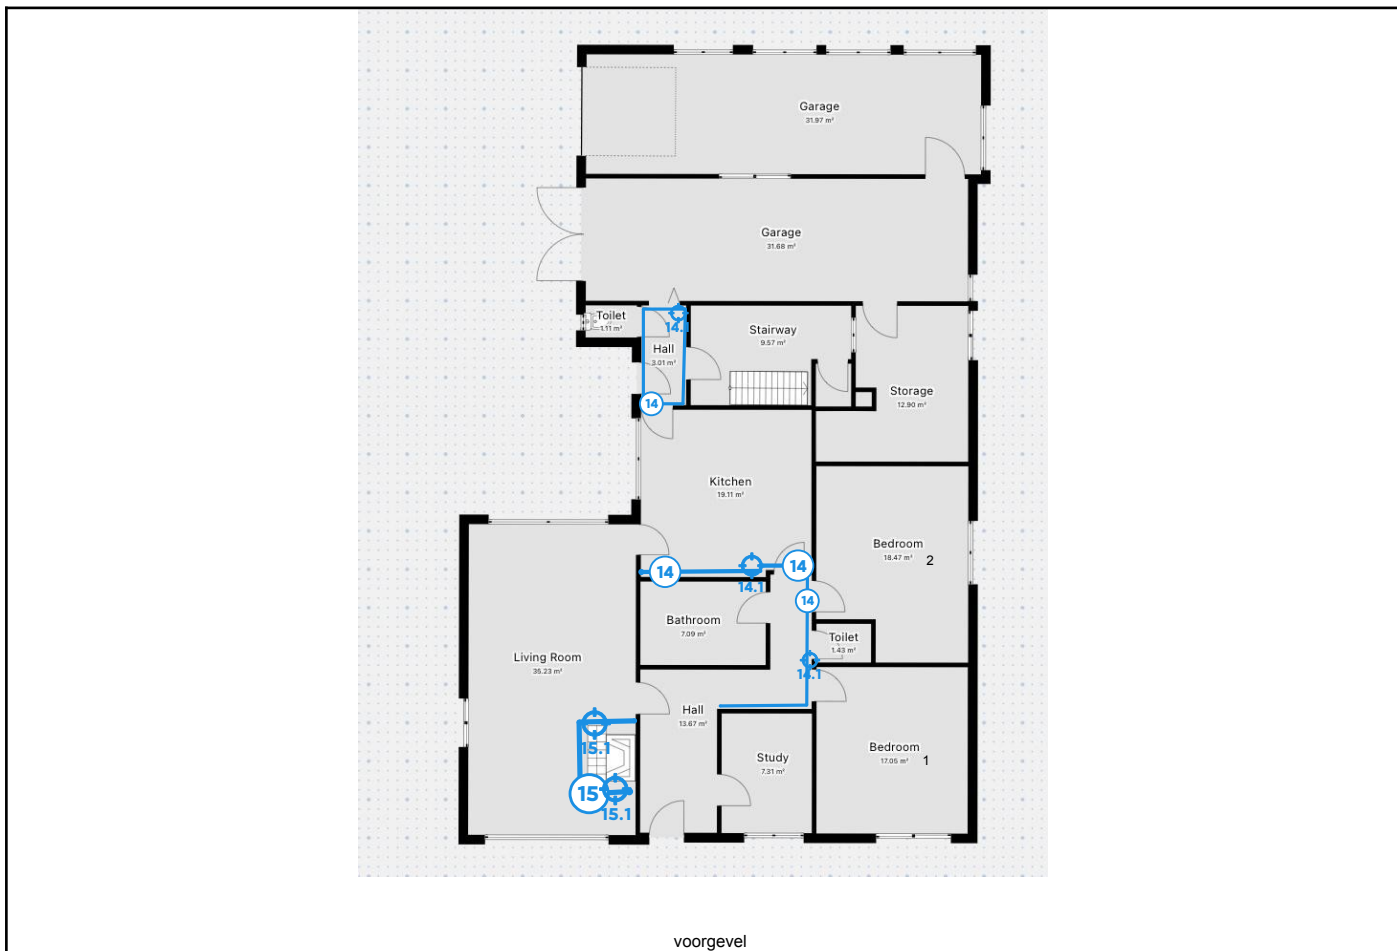 Garage
31.97 m²
Garage
31.68 m²
Toilet
1.11 m²
14.1
Hall
3.01 m²
Stairway
9.57 m²
14
Storage
12.90 m²
Kitchen
19.11 m²
Bedroom
18.47 m²
2
14
14
14.1
14
Bathroom
7.09 m²
Toilet
1.43 m²
Living Room
35.23 m²
14.1
Hall
13.67 m²
15.1
Study
7.31 m²
Bedroom
17.05 m²
1
15
15.1
voorgevel